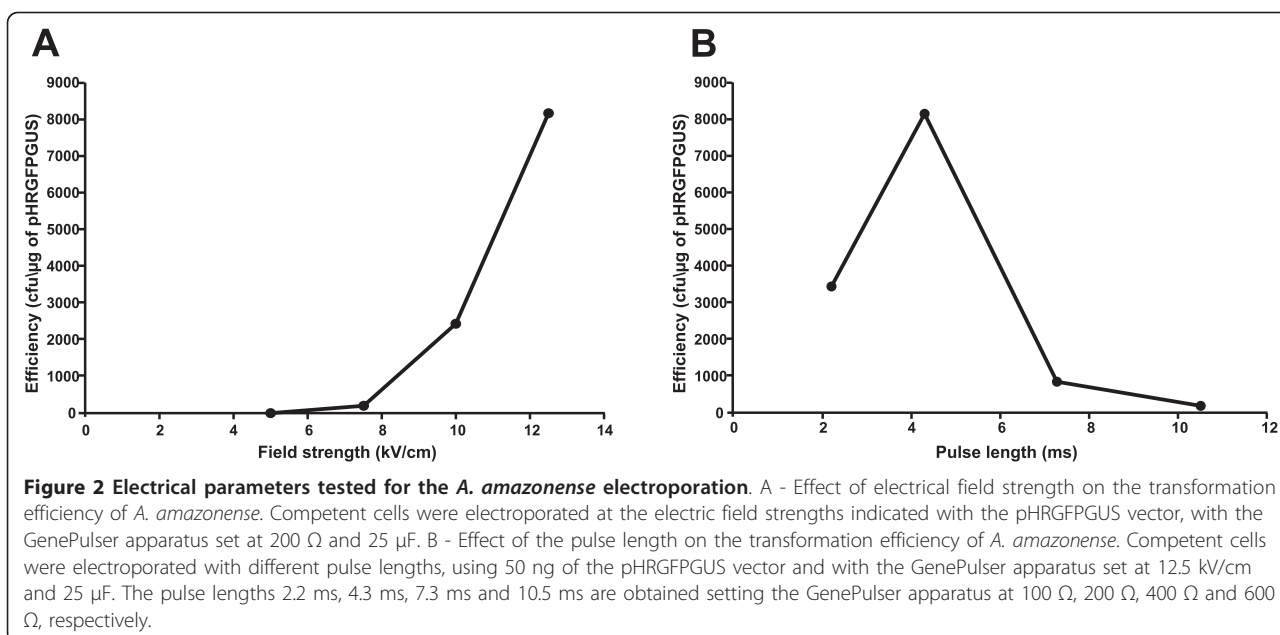 A
B
9000
8000
7000
6000
5000
4000
3000
2000
1000
0
Efficiency (cfu\µg of pHRGFPGUS)
0 2 4 6 8 10 12 14
Field strength (kV/cm)
9000
8000
7000
6000
5000
4000
3000
2000
1000
0
Efficiency (cfu\µg of pHRGFPGUS)
0 2 4 6 8 10 12
Pulse length (ms)
Figure 2 Electrical parameters tested for the A. amazonense electroporation. A - Effect of electrical field strength on the transformation
efficiency of A. amazonense. Competent cells were electroporated at the electric field strengths indicated with the pHRGFPGUS vector, with the
GenePulser apparatus set at 200 Ω and 25 µF. B - Effect of the pulse length on the transformation efficiency of A. amazonense. Competent cells
were electroporated with different pulse lengths, using 50 ng of the pHRGFPGUS vector and with the GenePulser apparatus set at 12.5 kV/cm
and 25 µF. The pulse lengths 2.2 ms, 4.3 ms, 7.3 ms and 10.5 ms are obtained setting the GenePulser apparatus at 100 Ω, 200 Ω, 400 Ω and 600
Ω, respectively.